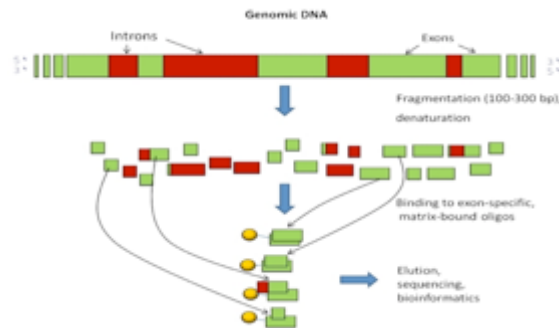 Genomic DNA
Introns
Exons
Fragmentation (100-300 bp),
denaturation
Binding to exon-specific,
matrix-bound oligos
Elution,
sequencing,
bioinformatics